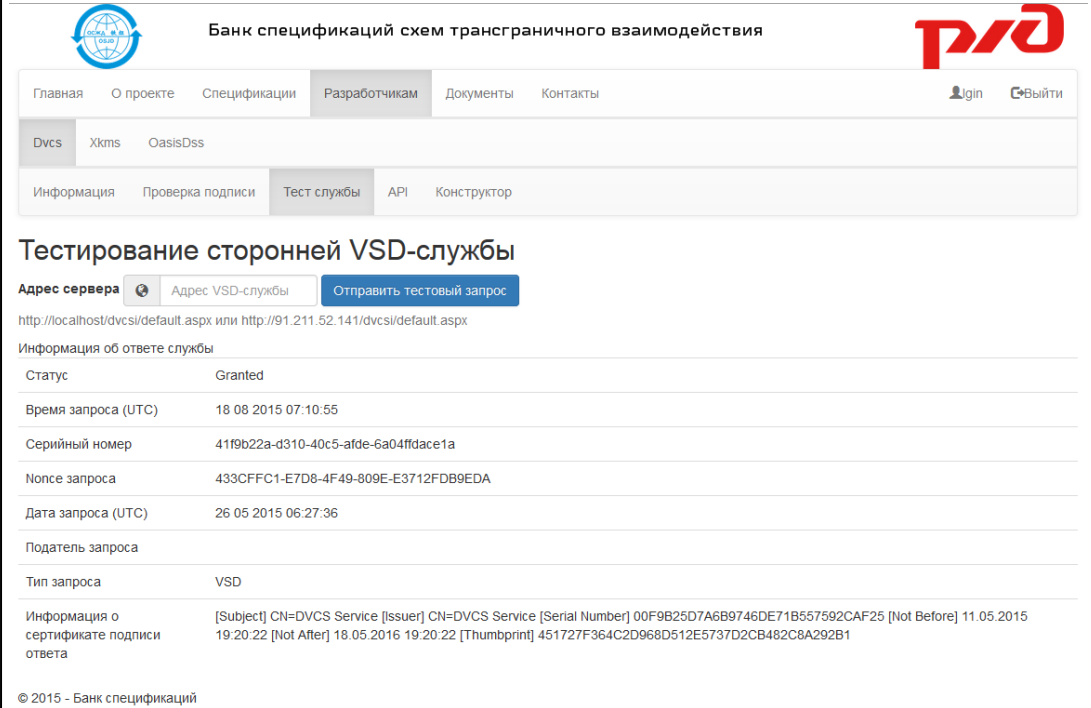 ОСЖД 铁组
OSJD
Банк спецификаций схем трансграничного взаимодействия
Главная О проекте Спецификации Разработчикам Документы Контакты lgin Выйти
Dvcs Xkms OasisDss
Информация Проверка подписи Тест службы API Конструктор
Тестирование сторонней VSD-службы
Адрес сервера Адрес VSD-службы Отправить тестовый запрос
http://localhost/dvcsi/default.aspx или http://91.211.52.141/dvcsi/default.aspx
Информация об ответе службы
Статус Granted
Время запроса (UTC) 18 08 2015 07:10:55
Серийный номер 41f9b22a-d310-40c5-afde-6a04ffdace1a
Nonce запроса 433CFFC1-E7D8-4F49-809E-E3712FDB9EDA
Дата запроса (UTC) 26 05 2015 06:27:36
Податель запроса
Тип запроса VSD
Информация о [Subject] CN=DVCS Service [Issuer] CN=DVCS Service [Serial Number] 00F9B25D7A6B9746DE71B557592CAF25 [Not Before] 11.05.2015
сертификате подписи 19:20:22 [Not After] 18.05.2016 19:20:22 [Thumbprint] 451727F364C2D968D512E5737D2CB482C8A292B1
ответа
© 2015 - Банк спецификаций